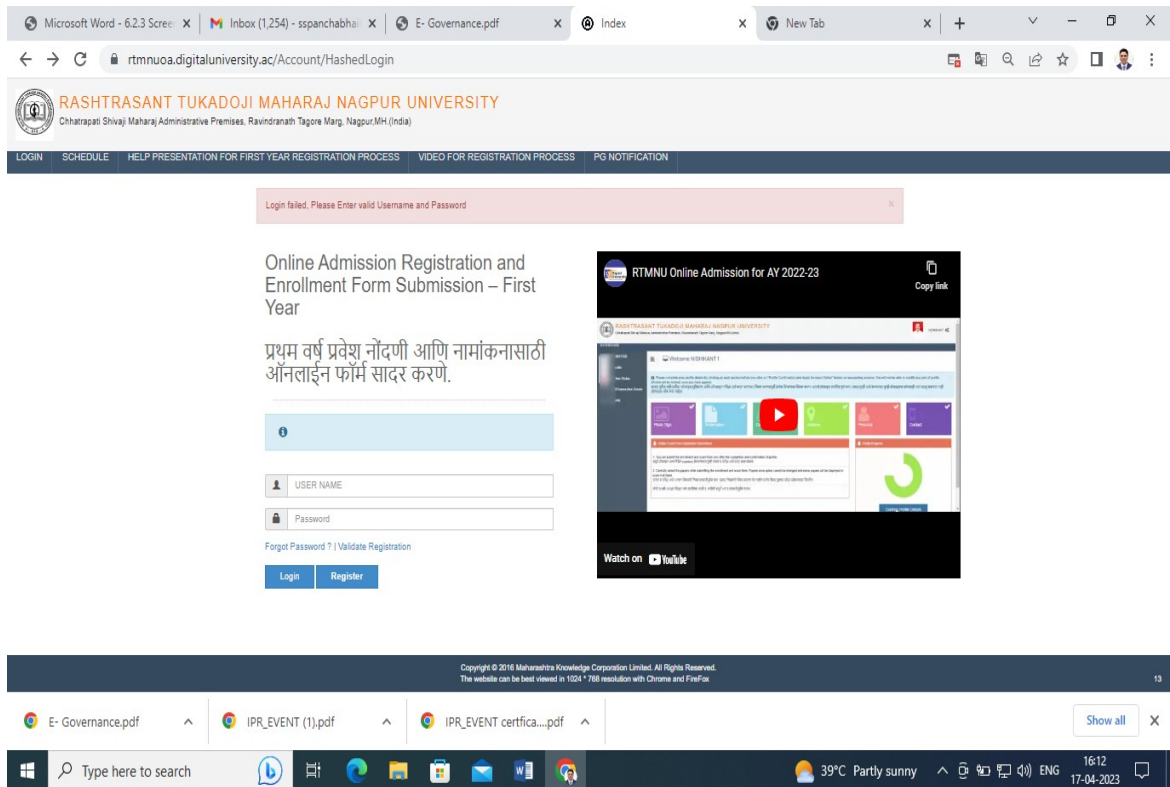 Microsoft Word - 6.2.3 Scree
Inbox (1,254) - sspanchabhai
E- Governance.pdf
Index
New Tab
rtmnuoa.digitaluniversity.ac/Account/HashedLogin
RASHTRASANT TUKADOJI MAHARAJ NAGPUR UNIVERSITY
Chhatrapati Shivaji Maharaj Administrative Premises, Ravindranath Tagore Marg, Nagpur,MH.(India)
LOGIN SCHEDULE HELP PRESENTATION FOR FIRST YEAR REGISTRATION PROCESS VIDEO FOR REGISTRATION PROCESS PG NOTIFICATION
Login failed, Please Enter valid Username and Password
Online Admission Registration and
Enrollment Form Submission – First
Year
प्रथम वर्ष प्रवेश नोंदणी आणि नामांकनासाठी
ऑनलाईन फॉर्म सादर करणे.
USER NAME
Password
Forgot Password ? | Validate Registration
Login Register
RTMNU Online Admission for AY 2022-23
Copy link
RASHTRASANT TUKADOJI MAHARAJ NAGPUR UNIVERSITY
Welcome NISHIKANT 1
Photo /Sign
Personal
Contact
Watch on YouTube
Copyright © 2016 Maharashtra Knowledge Corporation Limited. All Rights Reserved.
The website can be best viewed in 1024 * 768 resolution with Chrome and FireFox
13
E- Governance.pdf
IPR_EVENT (1).pdf
IPR_EVENT certfica....pdf
Show all
Type here to search
39°C Partly sunny
ENG
16:12
17-04-2023